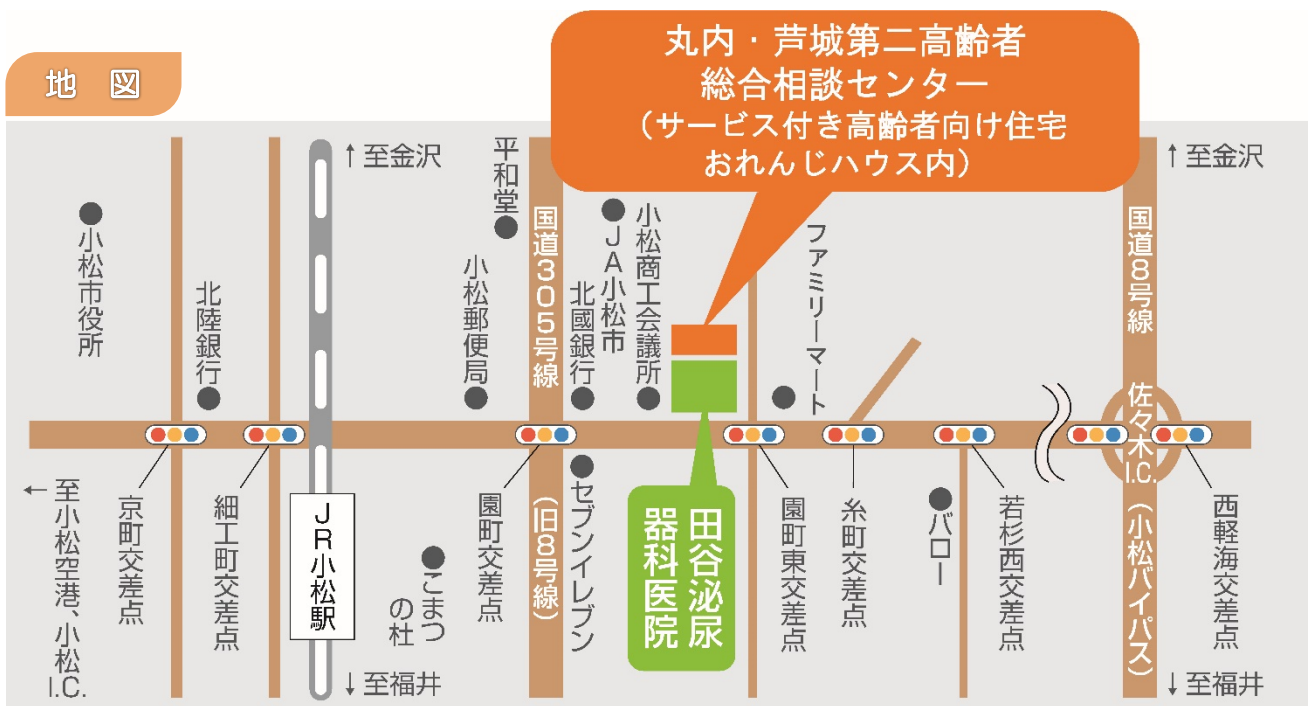 地 図
丸内・芦城第二高齢者
総合相談センター
（サービス付き高齢者向け住宅
おれんじハウス内）
↑至金沢
↑至金沢
平和堂
国道305号線
小松商工会議所
JA小松市
ファミリーマート
国道8号線
小松市役所
北陸銀行
小松郵便局
北國銀行
佐々木
I.C.
←至小松空港、小松
I.C.
京町交差点
細工町交差点
JR小松駅
こまつ
の杜
園町交差点
（旧8号線）
セブンイレブン
田谷泌尿
器科医院
園町東交差点
糸町交差点
バロー
若杉西交差点
（小松バイパス）
西軽海交差点
↓至福井
↓至福井